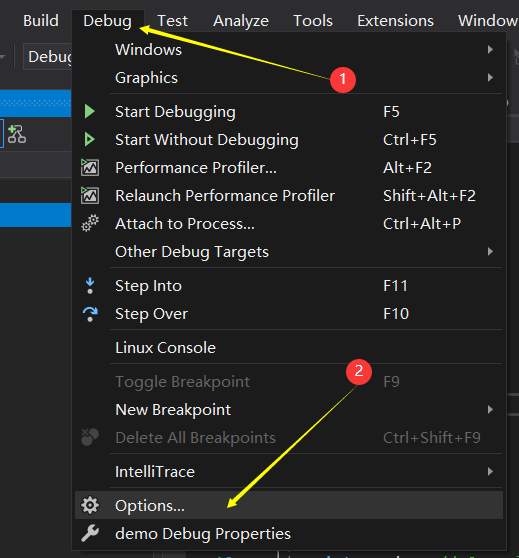 Build Debug Test Analyze Tools Extensions Window
Debug
Windows
1
Graphics
Start Debugging F5
Start Without Debugging Ctrl+F5
Performance Profiler... Alt+F2
Relaunch Performance Profiler Shift+Alt+F2
Attach to Process... Ctrl+Alt+P
Other Debug Targets
Step Into F11
Step Over F10
Linux Console
2
Toggle Breakpoint F9
New Breakpoint
Delete All Breakpoints Ctrl+Shift+F9
IntelliTrace
Options...
demo Debug Properties